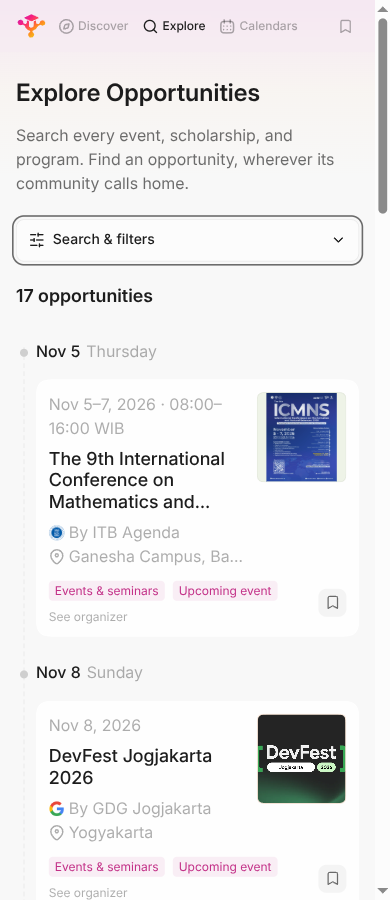 Discover
Explore
Calendars
Explore Opportunities
Search every event, scholarship, and
program. Find an opportunity, wherever its
community calls home.
Search & filters
17 opportunities
Nov 5 Thursday
Nov 5–7, 2026 · 08:00–
16:00 WIB
The 9th International
Conference on
Mathematics and...
By ITB Agenda
Ganesha Campus, Ba...
Events & seminars
Upcoming event
See organizer
ICMNS
Nov 8 Sunday
Nov 8, 2026
DevFest Jogjakarta
2026
By GDG Jogjakarta
Yogyakarta
Events & seminars
Upcoming event
See organizer
DevFest
Jogjakarta
2026